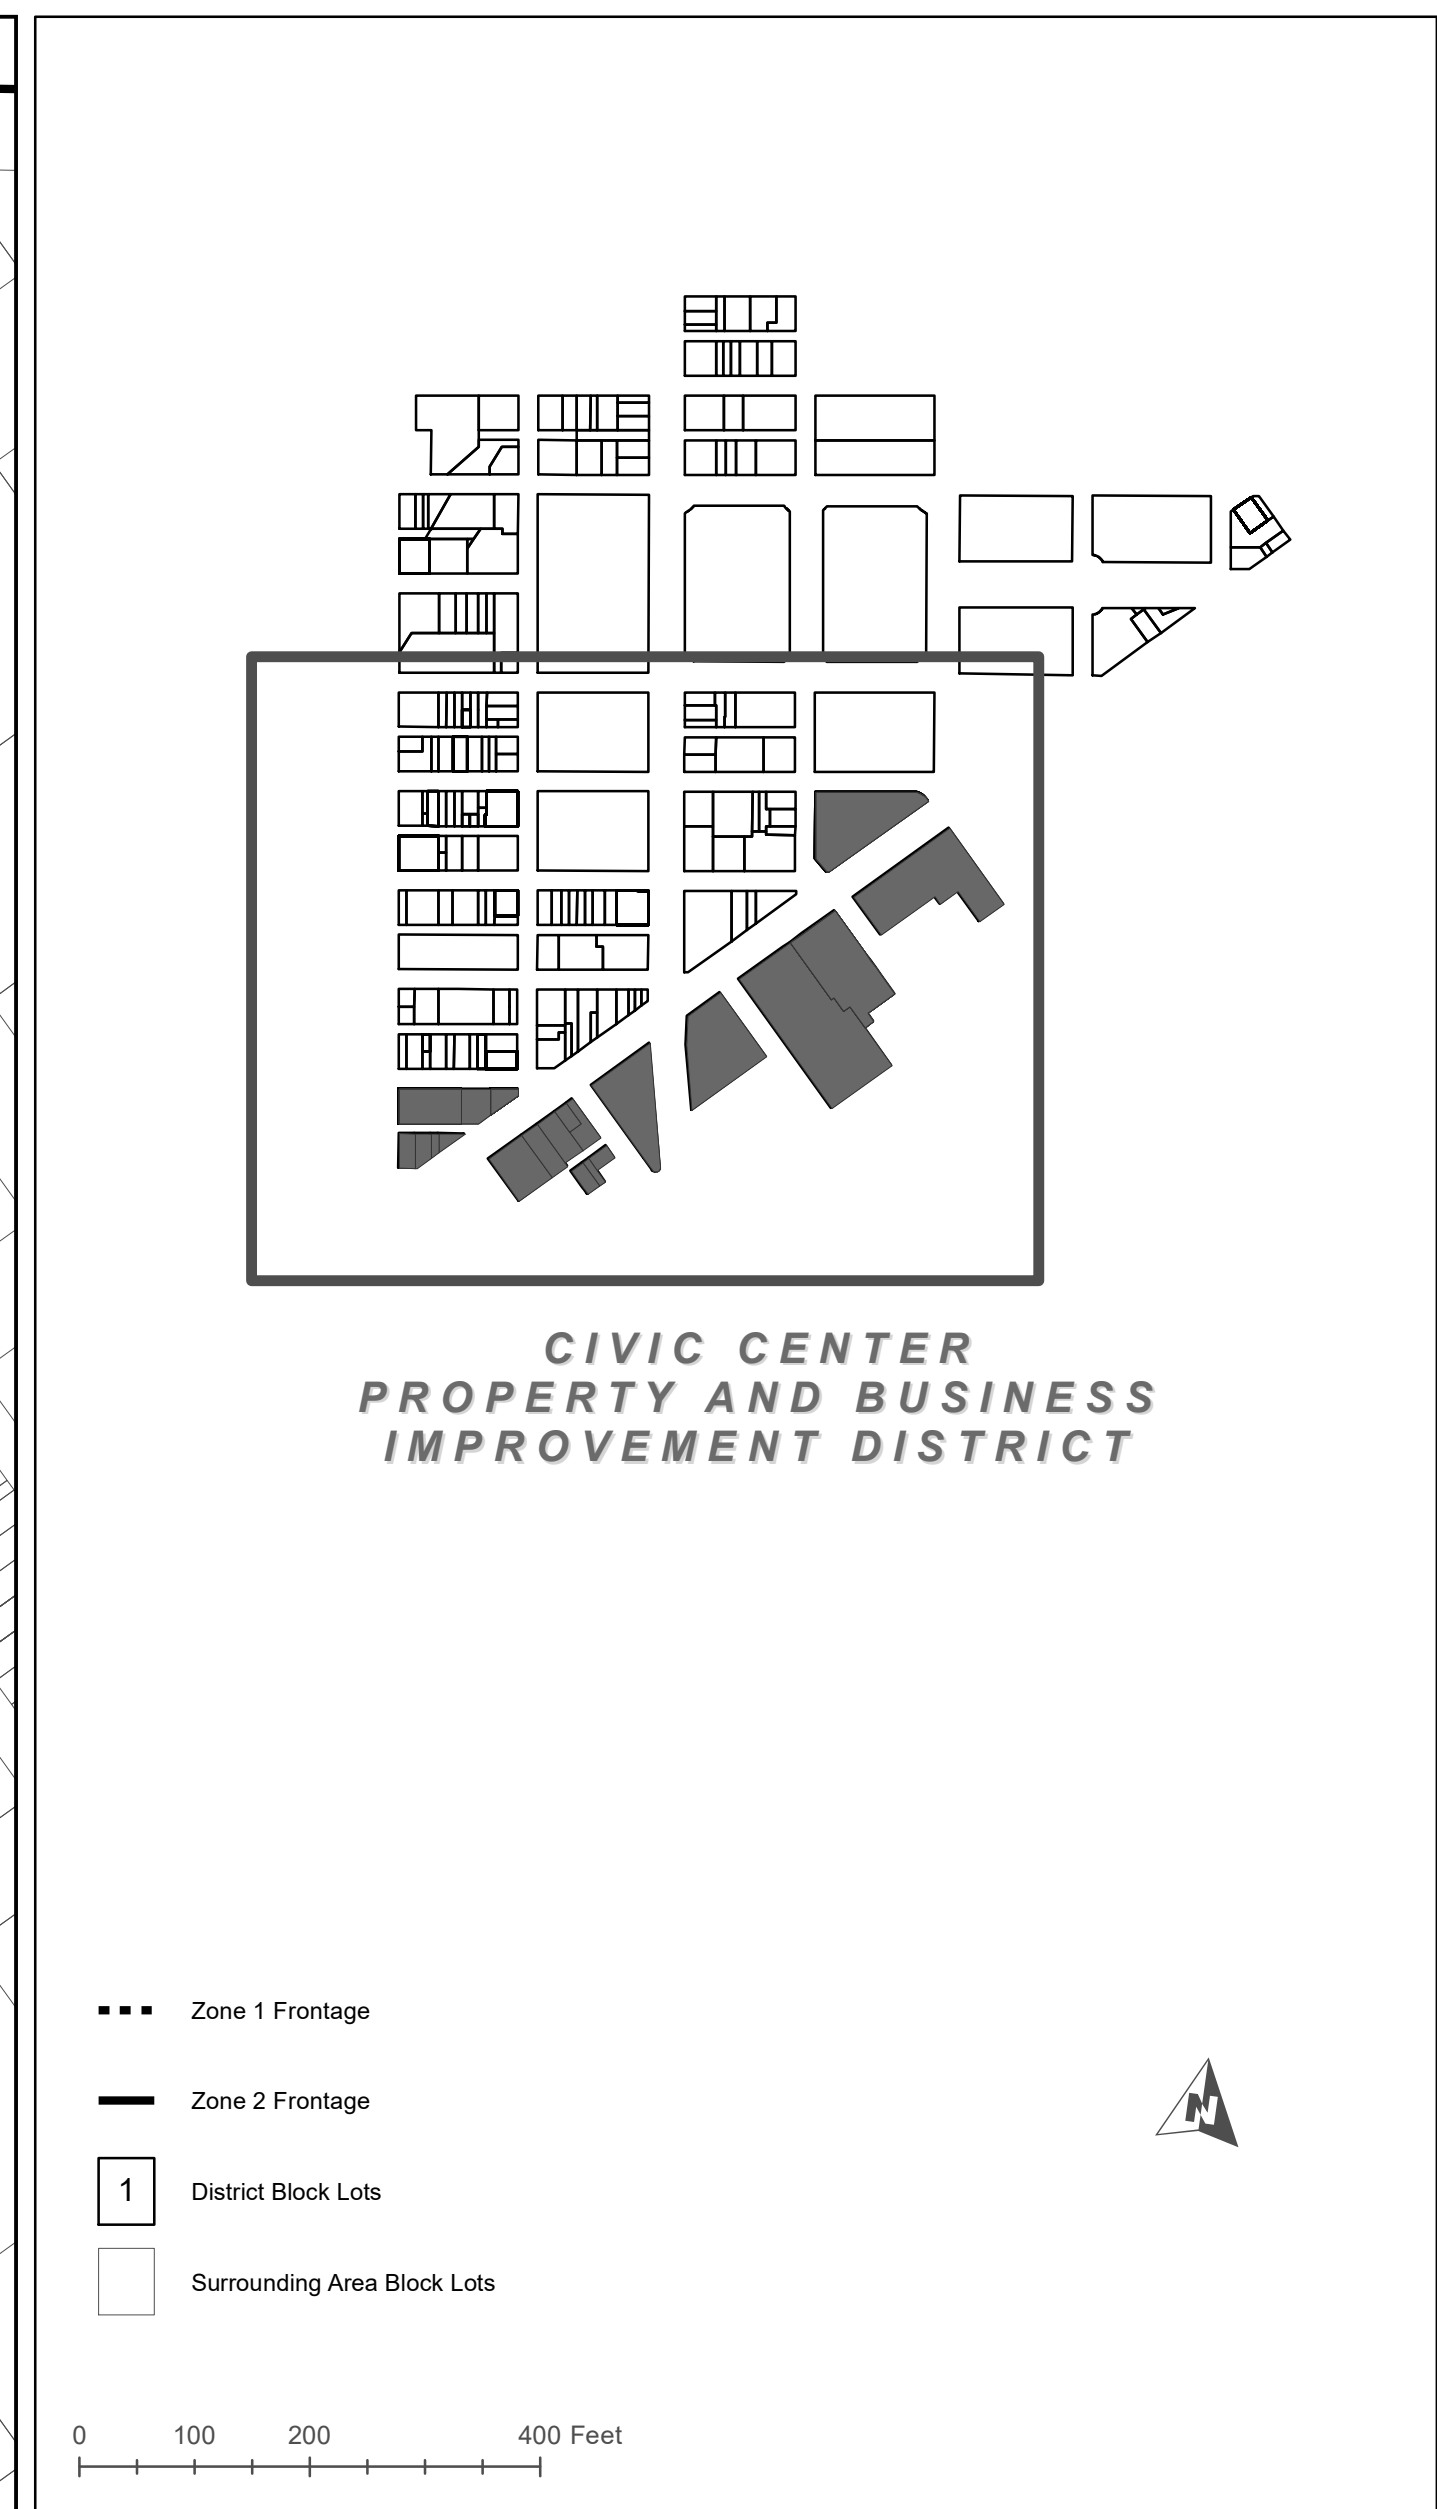 CIVIC CENTER
PROPERTY AND BUSINESS
IMPROVEMENT DISTRICT
Zone 1 Frontage
Zone 2 Frontage
N
1 District Block Lots
Surrounding Area Block Lots
0 100 200 400 Feet